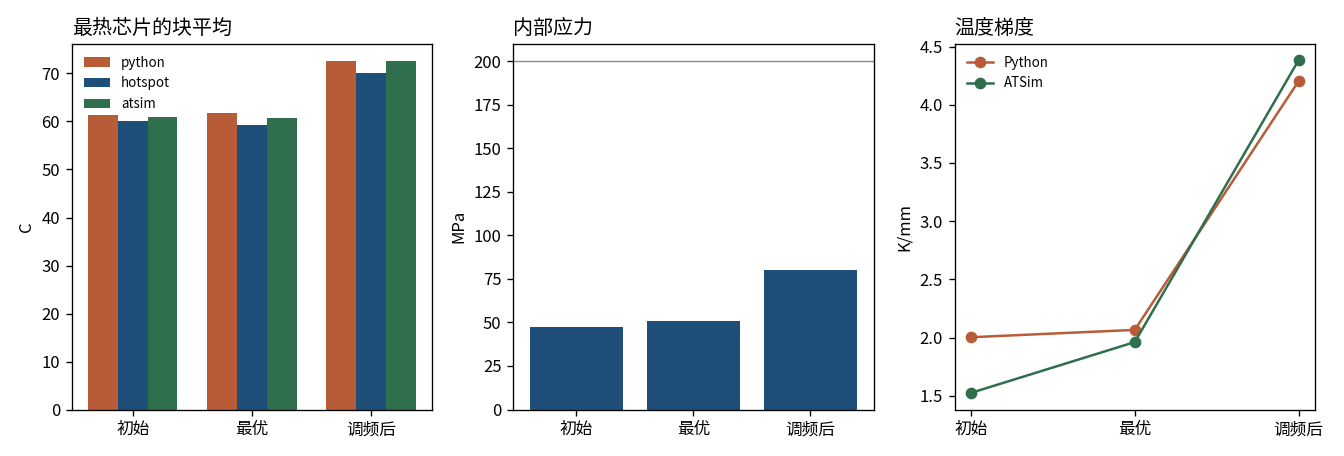 最热芯片的块平均
C
70
60
50
40
30
20
10
0
python
hotspot
atsim
初始
最优
调频后
内部应力
MPa
200
175
150
125
100
75
50
25
0
初始
最优
调频后
温度梯度
K/mm
4.5
4.0
3.5
3.0
2.5
2.0
1.5
Python
ATSim
初始
最优
调频后